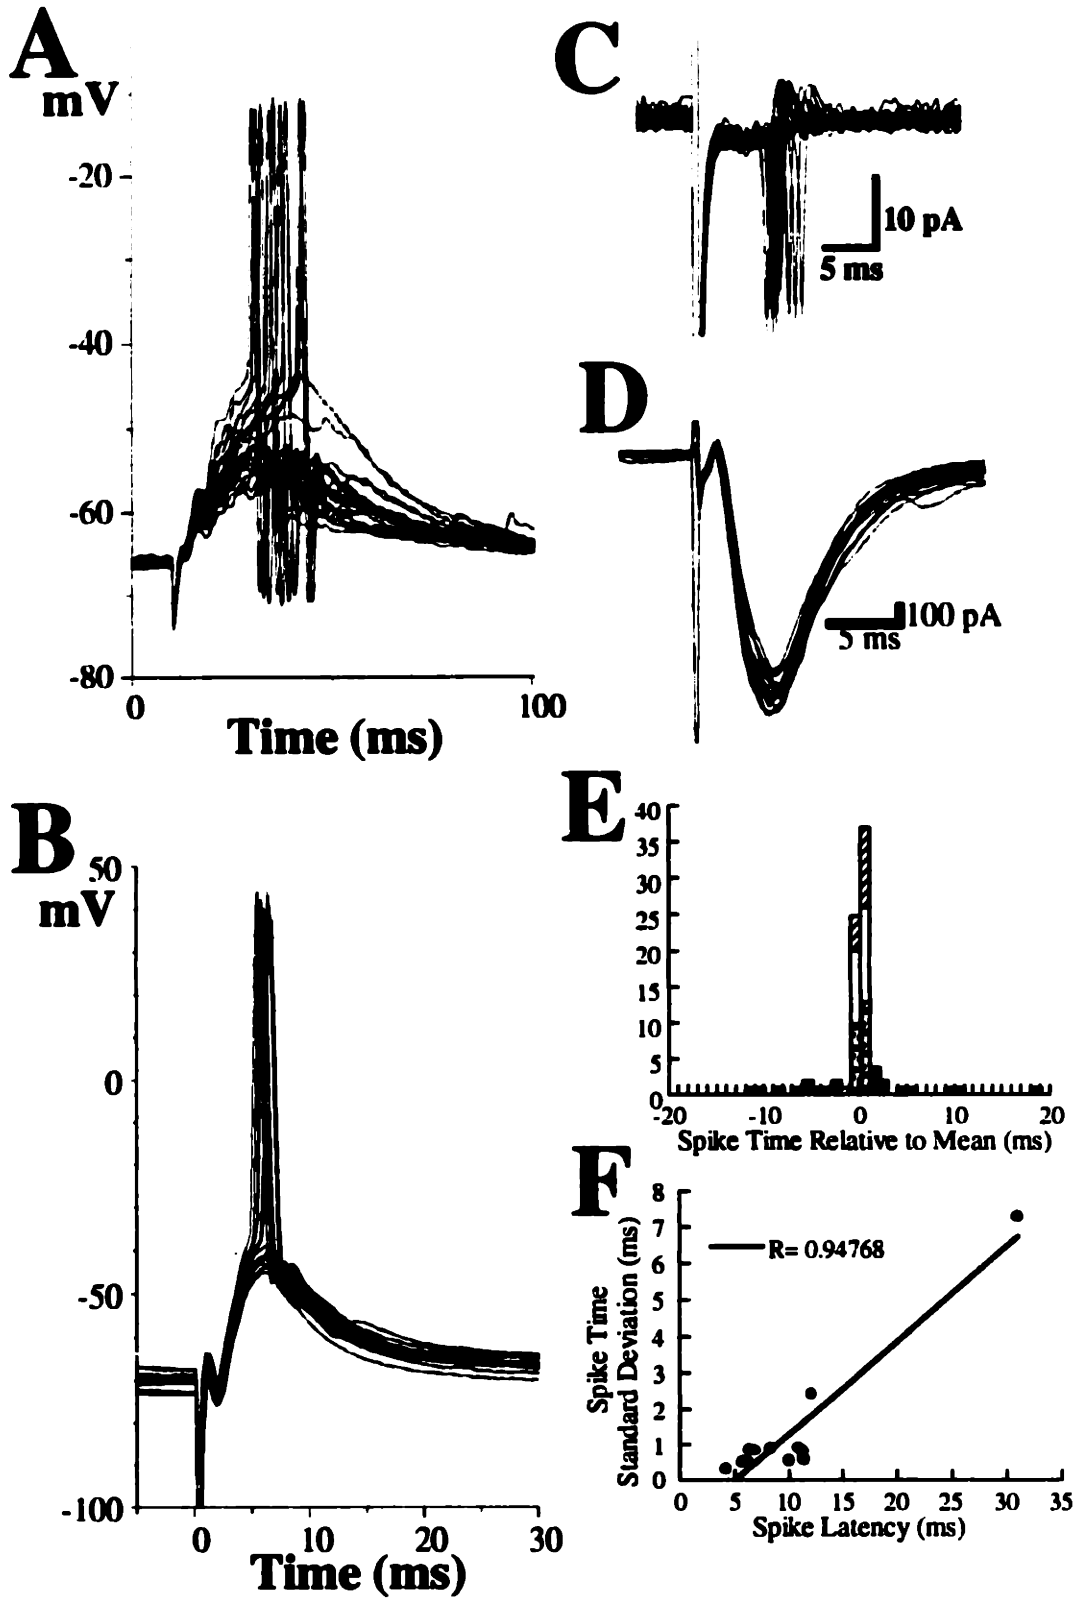 A
mV
-20
-40
-60
-80
0
100
Time (ms)
B
50
mV
0
-50
-100
0
10
20
30
Time (ms)
C
10 pA
5 ms
D
100 pA
5 ms
E
40
35
30
25
20
15
10
5
0
-20
-10
0
10
20
Spike Time Relative to Mean (ms)
F
8
7
6
5
4
3
2
1
0
Spike Time
Standard Deviation (ms)
R= 0.94768
0
5
10
15
20
25
30
35
Spike Latency (ms)